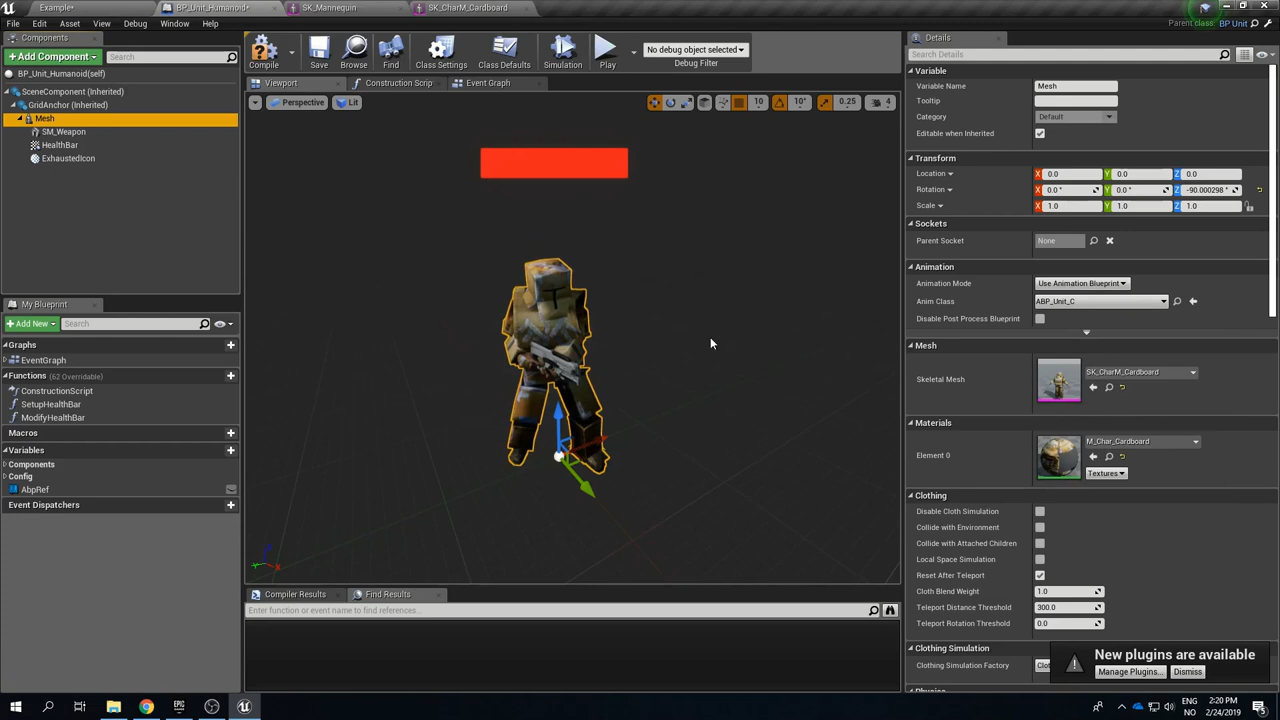 Example*
BP_Unit_Humanoid*
SK_Mannequin
SK_CharM_Cardboard
File
Edit
Asset
View
Debug
Window
Help
Parent class:
BP Unit
Components
Add Component
Search
BP_Unit_Humanoid(self)
SceneComponent (Inherited)
GridAnchor (Inherited)
Mesh
SM_Weapon
HealthBar
ExhaustedIcon
My Blueprint
Add New
Search
Graphs
EventGraph
Functions (62 Overridable)
ConstructionScript
SetupHealthBar
ModifyHealthBar
Macros
Variables
Components
Config
AbpRef
Event Dispatchers
Compile
Save
Browse
Find
Class Settings
Class Defaults
Simulation
Play
No debug object selected
Debug Filter
Viewport
Construction Scrip
Event Graph
Perspective
Lit
10
10°
0.25
4
X
Compiler Results
Find Results
Enter function or event name to find references...
Details
Search Details
Variable
Variable Name
Mesh
Tooltip
Category
Default
Editable when Inherited
Transform
Location
X 0.0
Y 0.0
Z 0.0
Rotation
X 0.0 °
Y 0.0 °
Z -90.000298 °
Scale
X 1.0
Y 1.0
Z 1.0
Sockets
Parent Socket
None
Animation
Animation Mode
Use Animation Blueprint
Anim Class
ABP_Unit_C
Disable Post Process Blueprint
Mesh
Skeletal Mesh
SK_CharM_Cardboard
Materials
Element 0
M_Char_Cardboard
Textures
Clothing
Disable Cloth Simulation
Collide with Environment
Collide with Attached Children
Local Space Simulation
Reset After Teleport
Cloth Blend Weight
1.0
Teleport Distance Threshold
300.0
Teleport Rotation Threshold
0.0
Clothing Simulation
Clothing Simulation Factory
Clot
New plugins are available
Manage Plugins...
Dismiss
ENG
NO
2:20 PM
2/24/2019